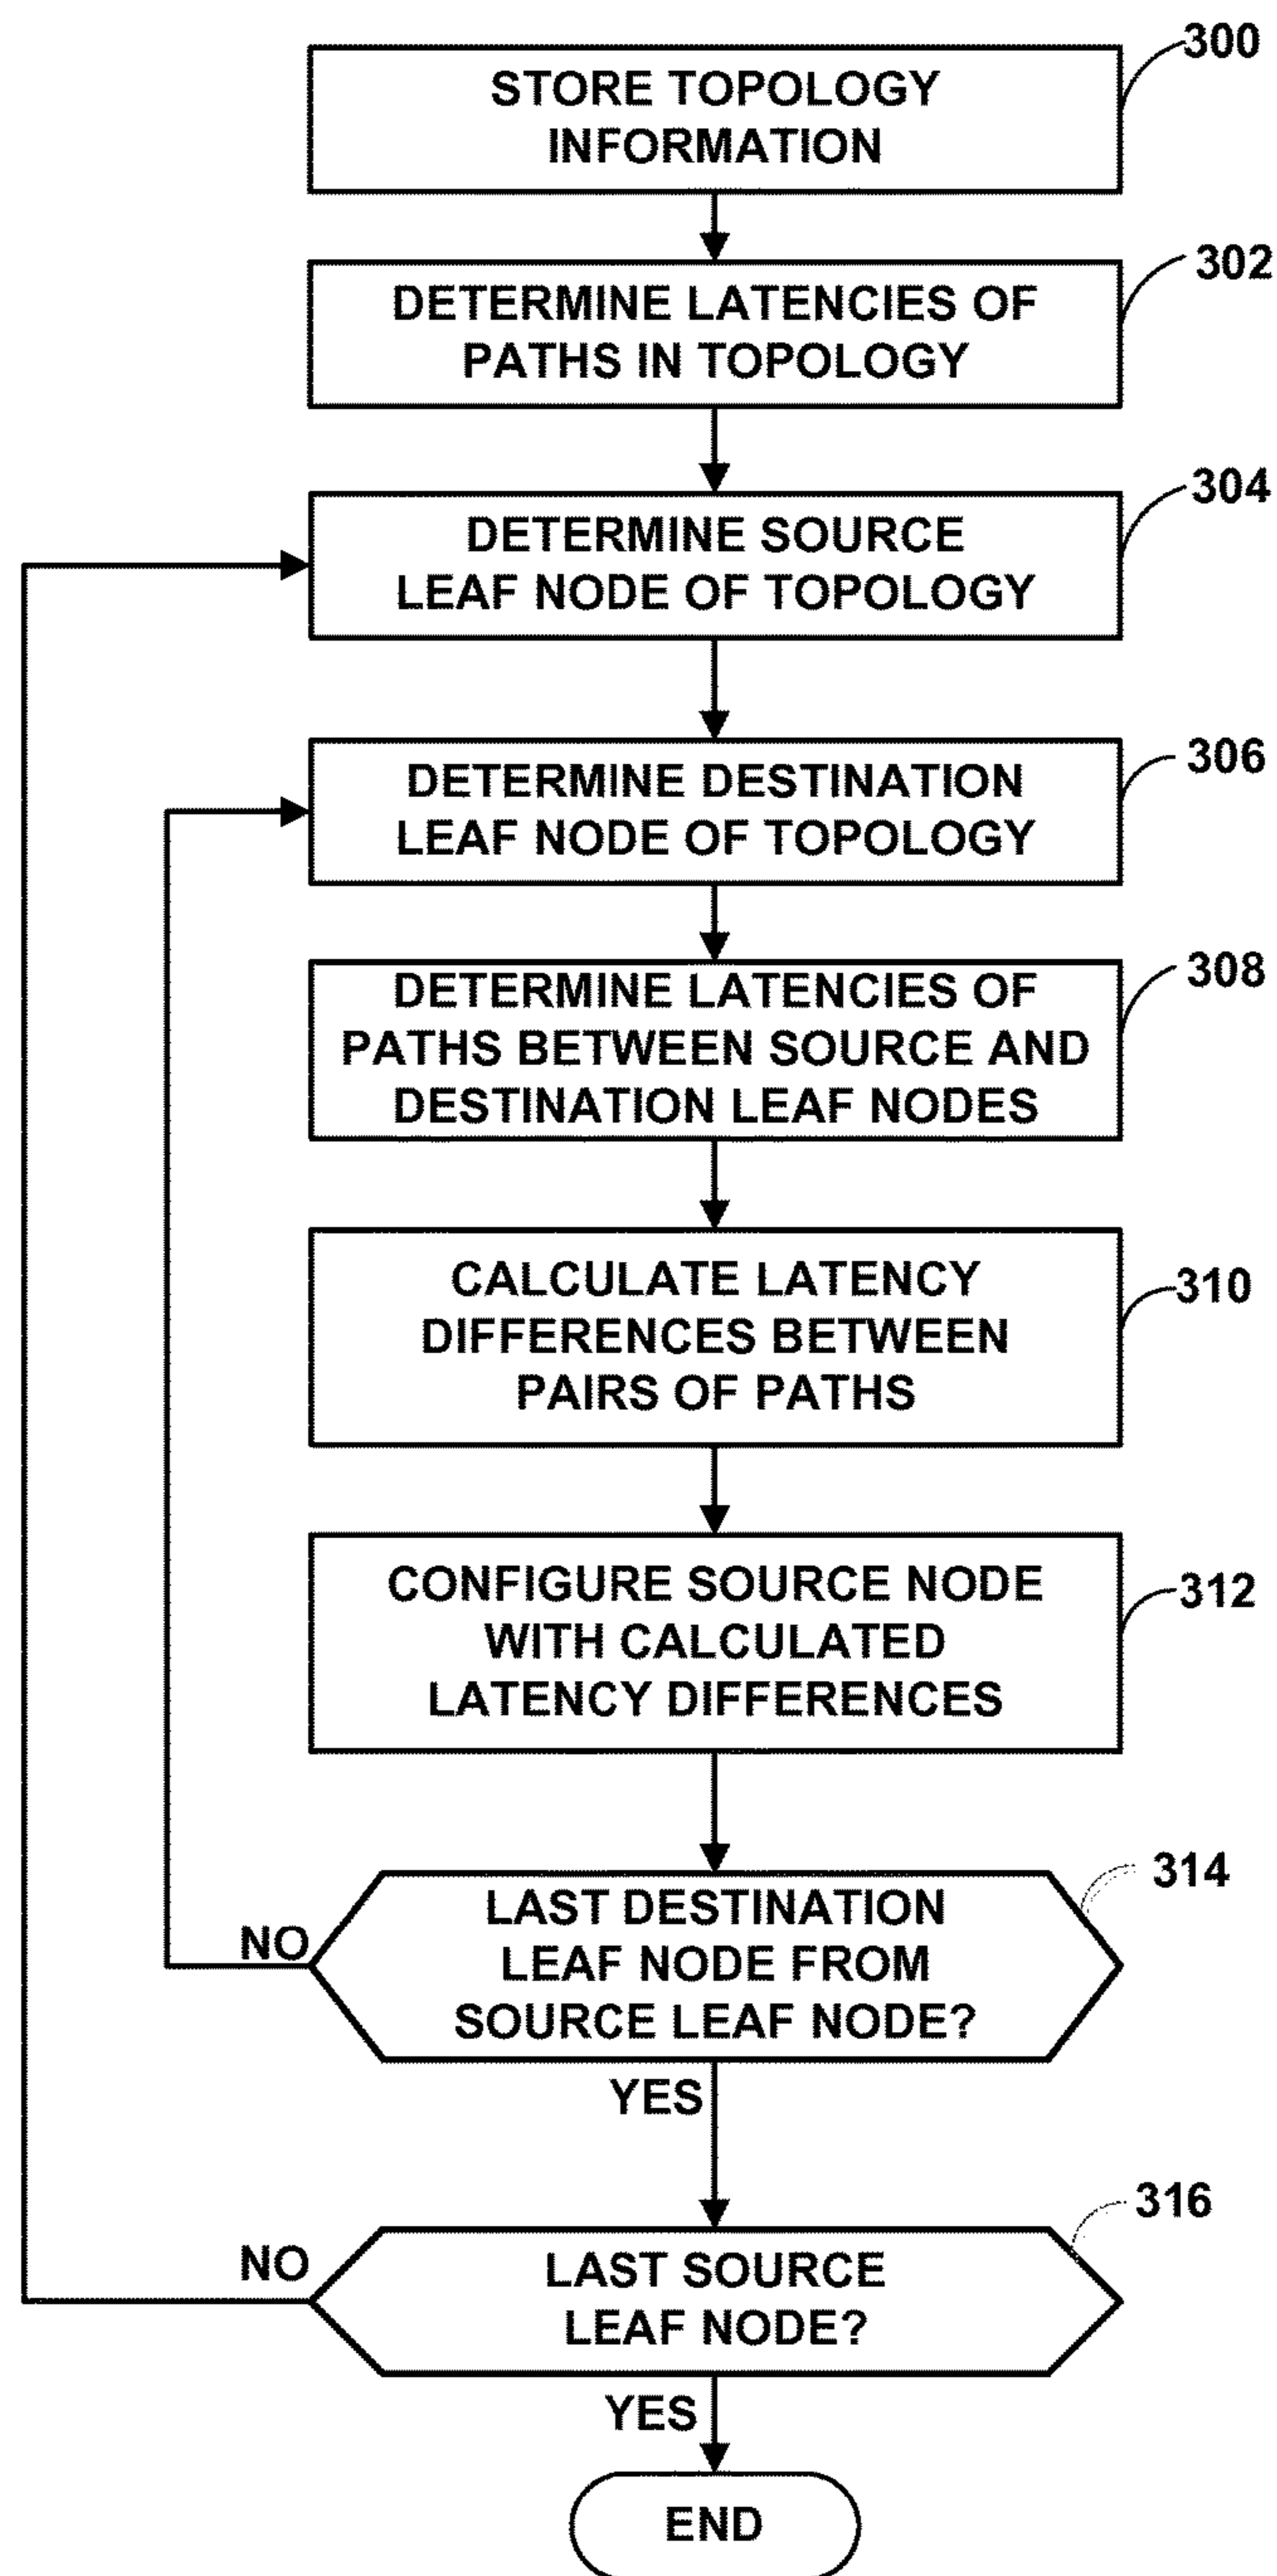 300
STORE TOPOLOGY
INFORMATION
302
DETERMINE LATENCIES OF
PATHS IN TOPOLOGY
304
DETERMINE SOURCE
LEAF NODE OF TOPOLOGY
306
DETERMINE DESTINATION
LEAF NODE OF TOPOLOGY
308
DETERMINE LATENCIES OF
PATHS BETWEEN SOURCE AND
DESTINATION LEAF NODES
310
CALCULATE LATENCY
DIFFERENCES BETWEEN
PAIRS OF PATHS
312
CONFIGURE SOURCE NODE
WITH CALCULATED
LATENCY DIFFERENCES
314
LAST DESTINATION
LEAF NODE FROM
SOURCE LEAF NODE?
NO
YES
316
LAST SOURCE
LEAF NODE?
NO
YES
END